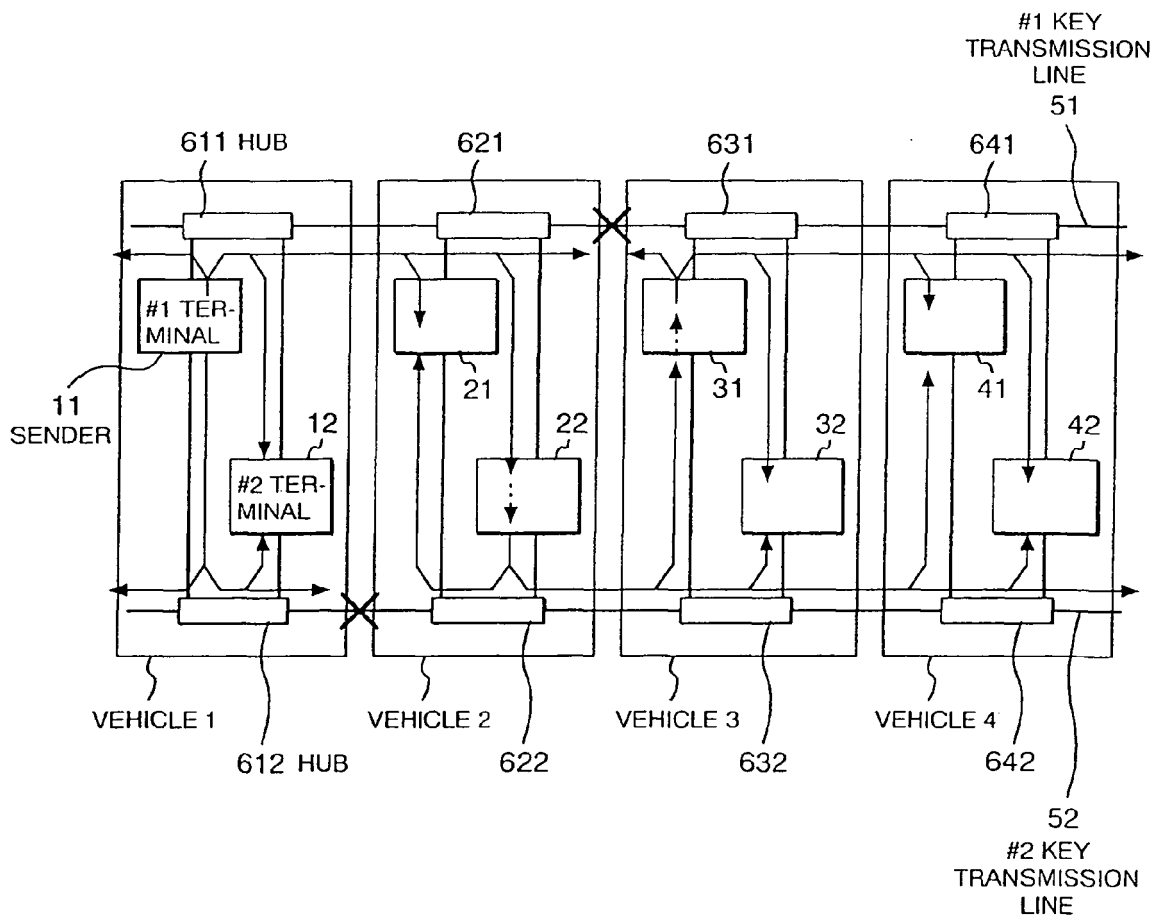 #1 KEY
TRANSMISSION
LINE
51
611 HUB
621
631
641
#1 TER-
MINAL
11
SENDER
21
31
41
12
22
32
42
#2 TER-
MINAL
VEHICLE 1
VEHICLE 2
VEHICLE 3
VEHICLE 4
612 HUB
622
632
642
52
#2 KEY
TRANSMISSION
LINE